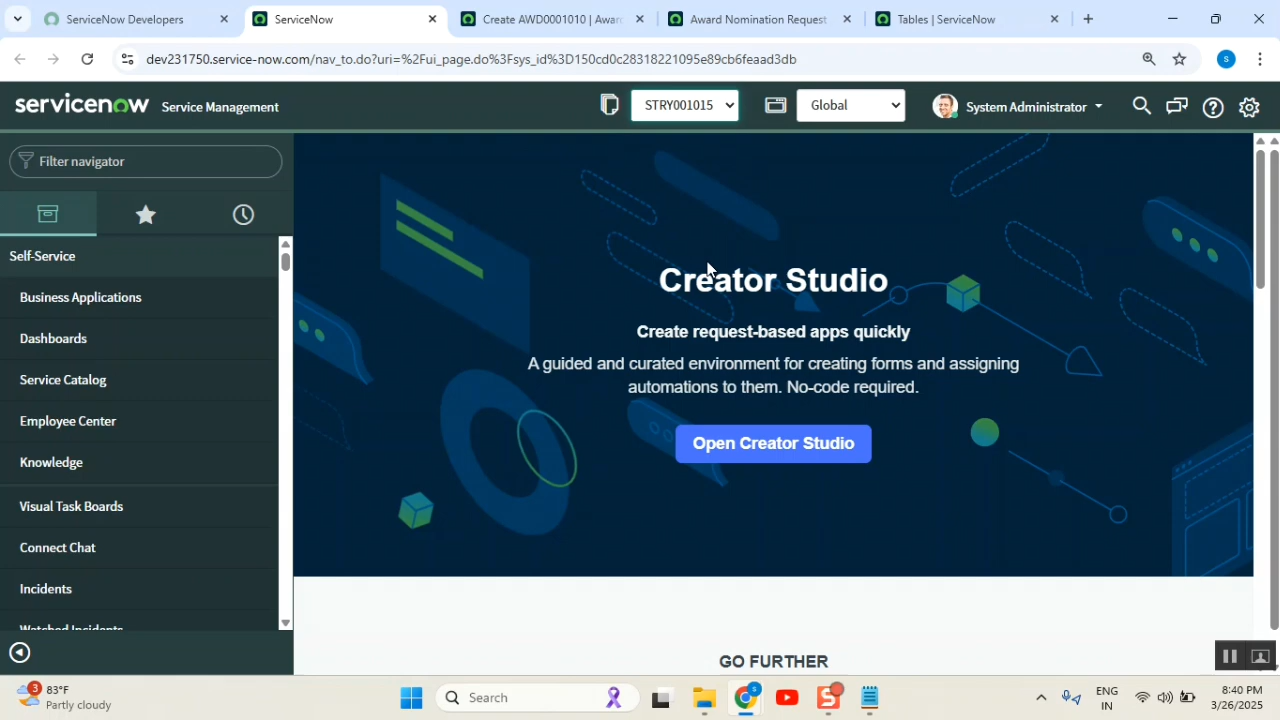 ServiceNow Developers
ServiceNow
Create AWD0001010 | Awar
Award Nomination Request
Tables | ServiceNow
dev231750.service-now.com/nav_to.do?uri=%2Fui_page.do%3Fsys_id%3D150cd0c28318221095e89cb6feaad3db
S
servicenow Service Management
STRY001015
Global
System Administrator
Filter navigator
Self-Service
Business Applications
Dashboards
Service Catalog
Employee Center
Knowledge
Visual Task Boards
Connect Chat
Incidents
Watched Incidents
Creator Studio
Create request-based apps quickly
A guided and curated environment for creating forms and assigning
automations to them. No-code required.
Open Creator Studio
GO FURTHER
3
83°F
Partly cloudy
Search
ENG
IN
8:40 PM
3/26/2025